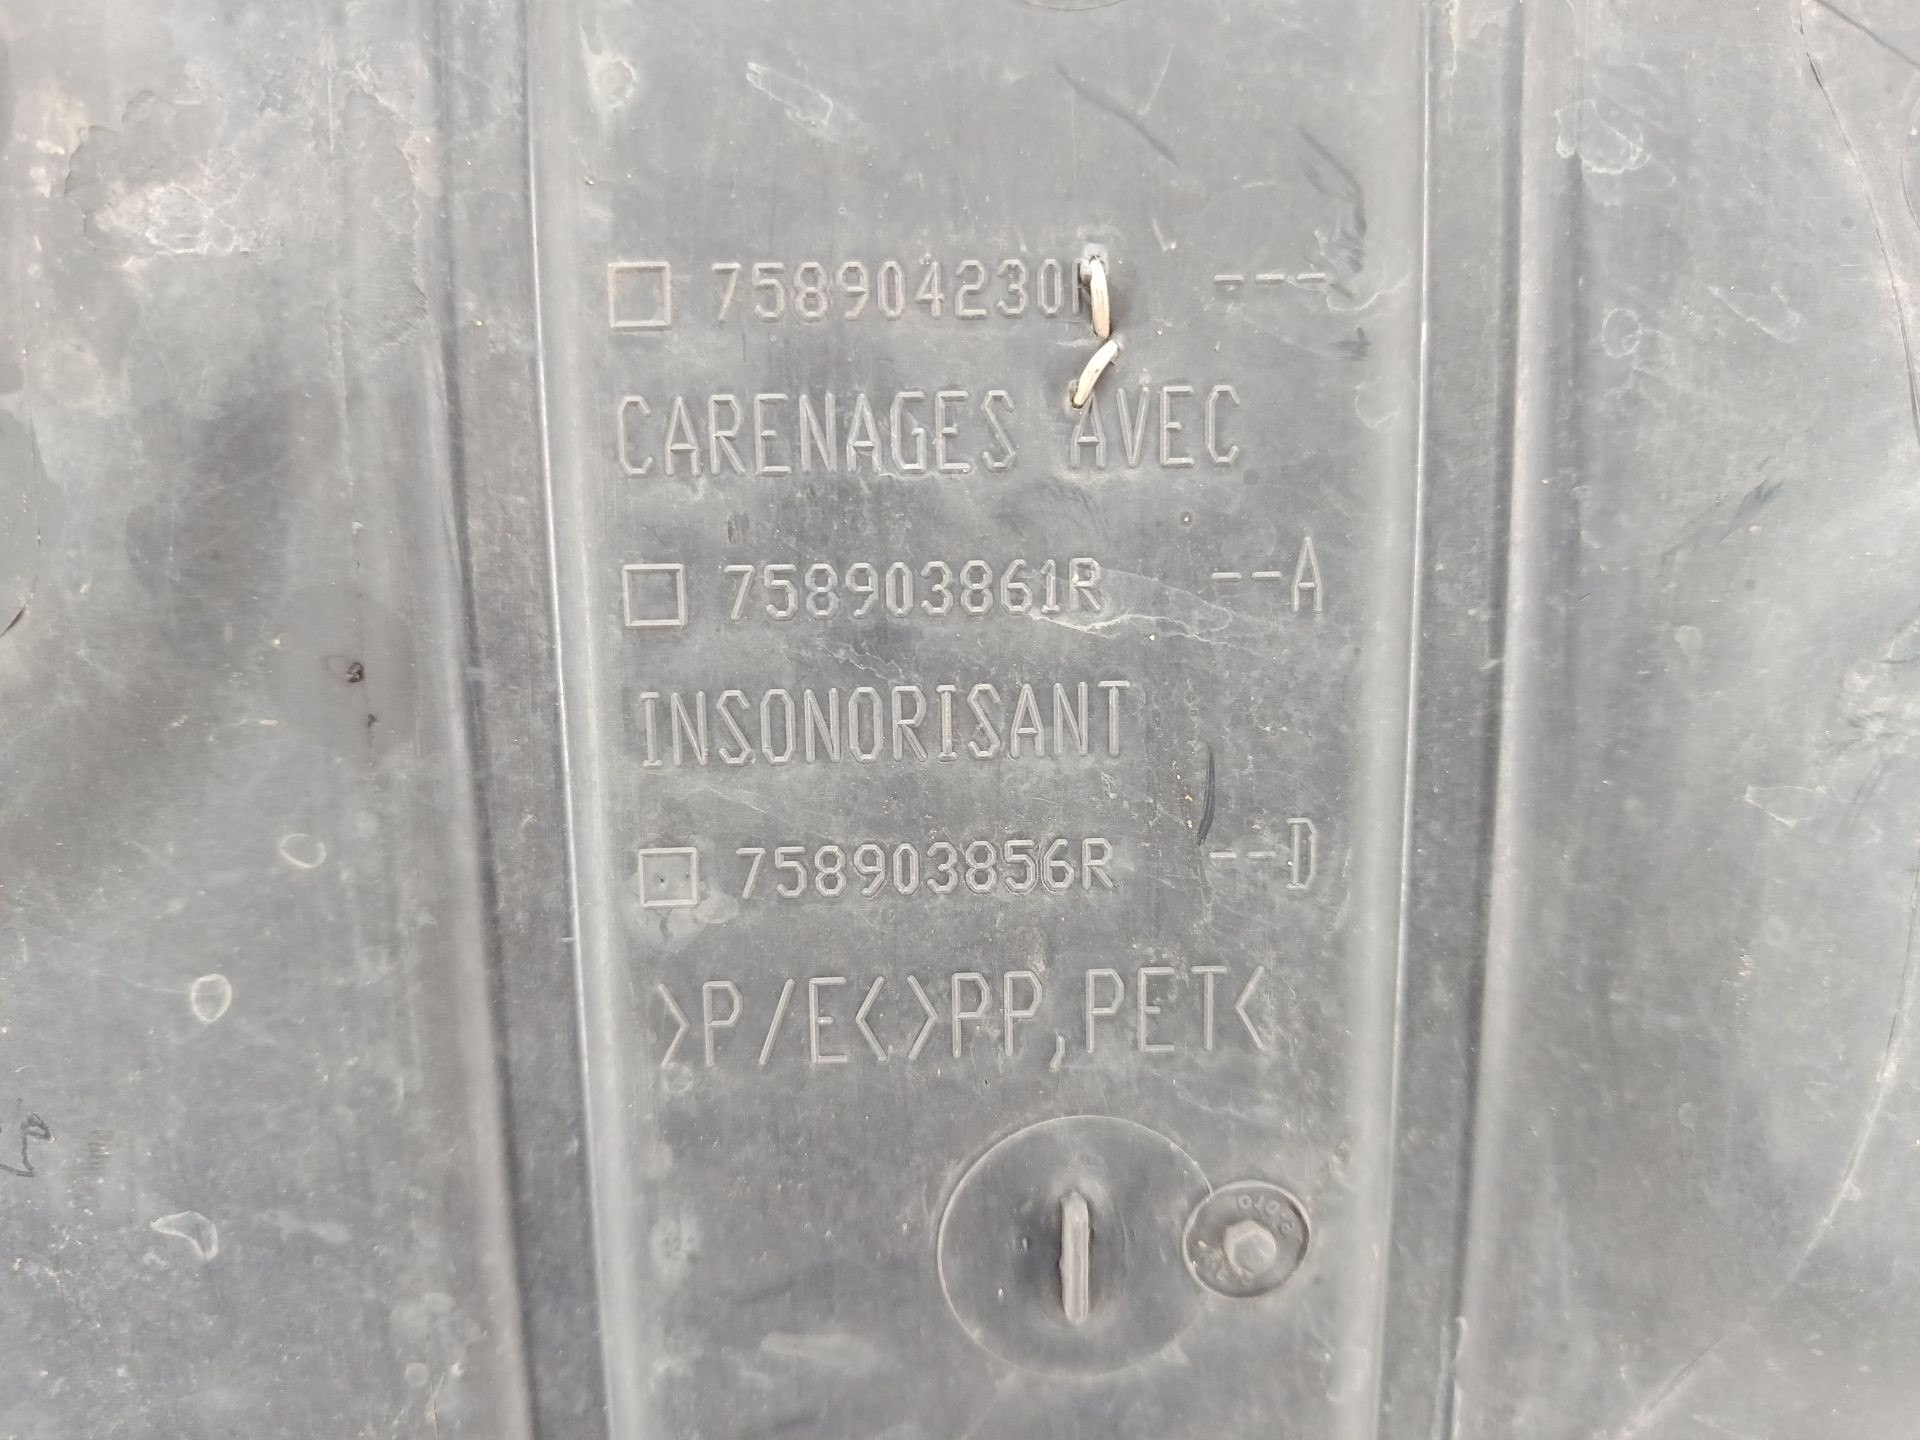 □ 758904230R ---
CARENAGES AVEC
□ 758903861R --A
INSONORISANT
□ 758903856R --D
>P/E<>PP,PET<